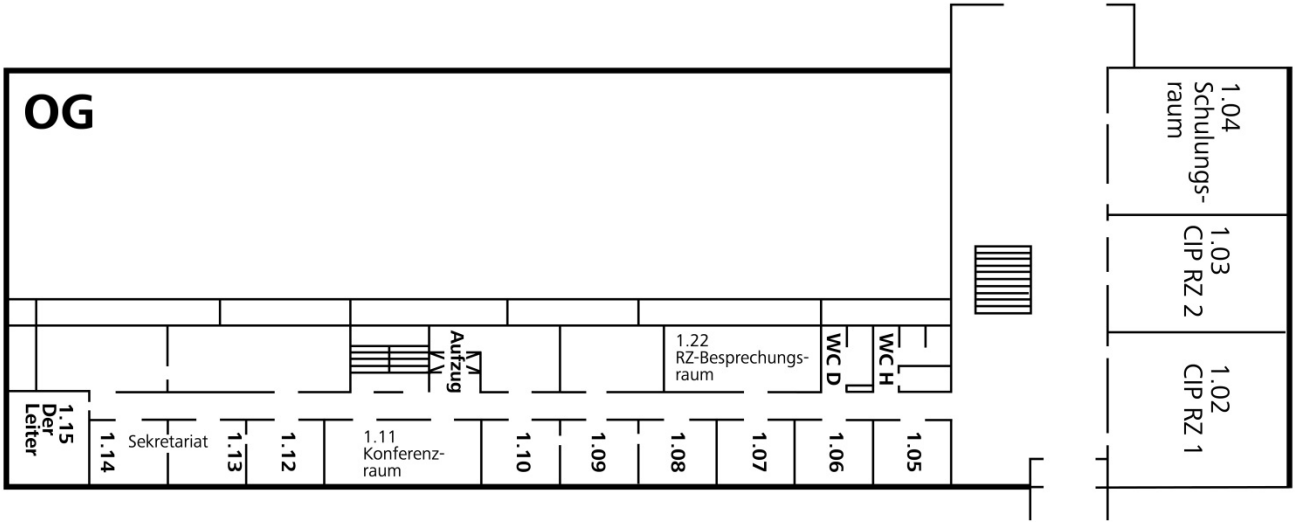 OG
1.04
Schulungs-
raum
1.03
CIP RZ 2
1.02
CIP RZ 1
Aufzug
1.22
RZ-Besprechungs-
raum
WC D
WC H
1.15
Der
Leiter
1.14
Sekretariat
1.13
1.12
1.11
Konferenz-
raum
1.10
1.09
1.08
1.07
1.06
1.05